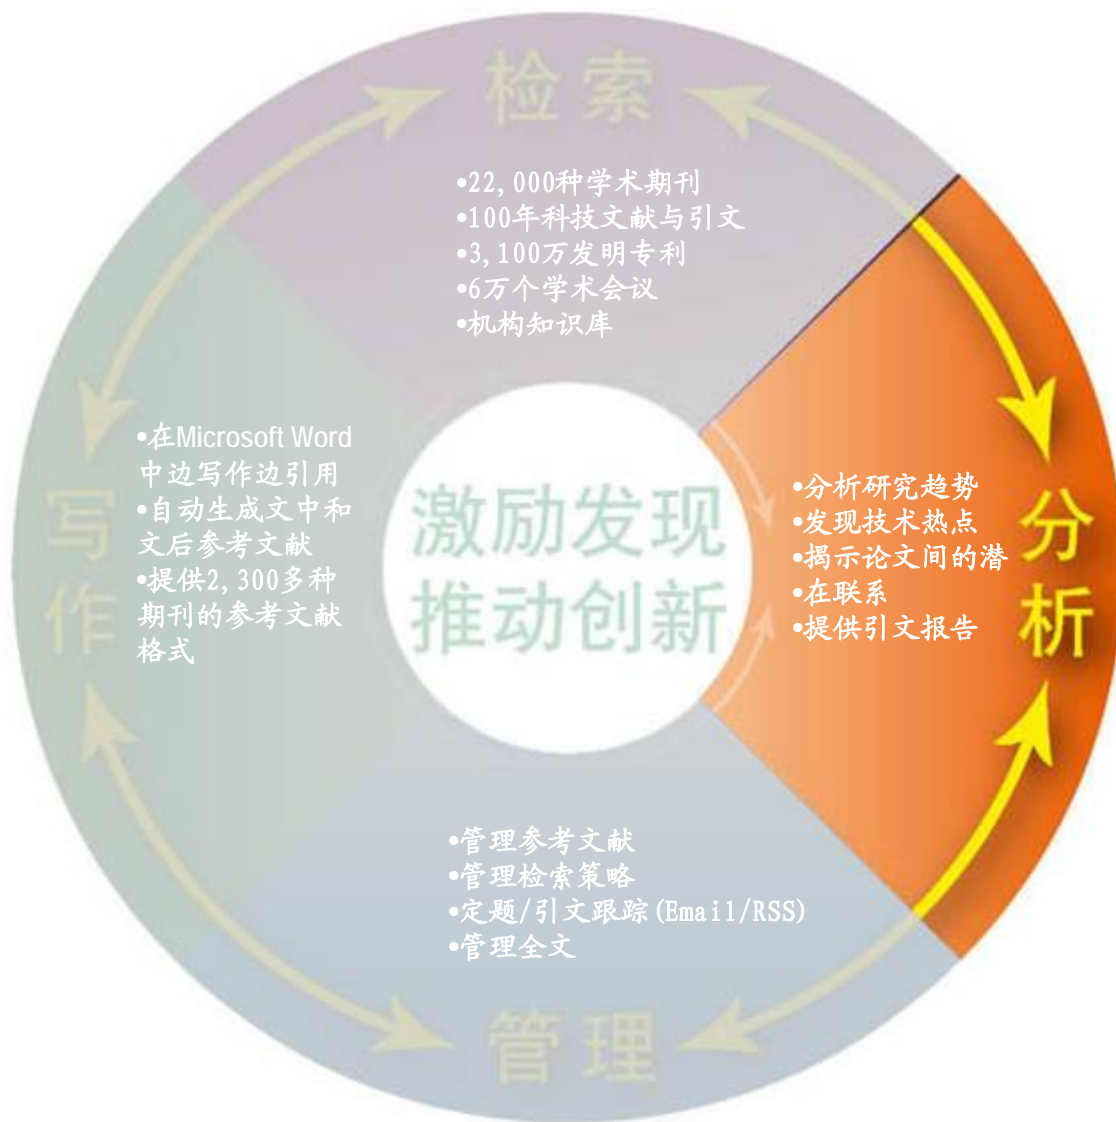 检索
•22,000种学术期刊
•100年科技文献与引文
•3,100万发明专利
•6万个学术会议
•机构知识库
分析
•分析研究趋势
•发现技术热点
•揭示论文间的潜
•在联系
•提供引文报告
激励发现
推动创新
写作
•在Microsoft Word
中边写作边引用
•自动生成文中和
文后参考文献
•提供2,300多种
期刊的参考文献
格式
•管理参考文献
•管理检索策略
•定题/引文跟踪(Email/RSS)
•管理全文
管理